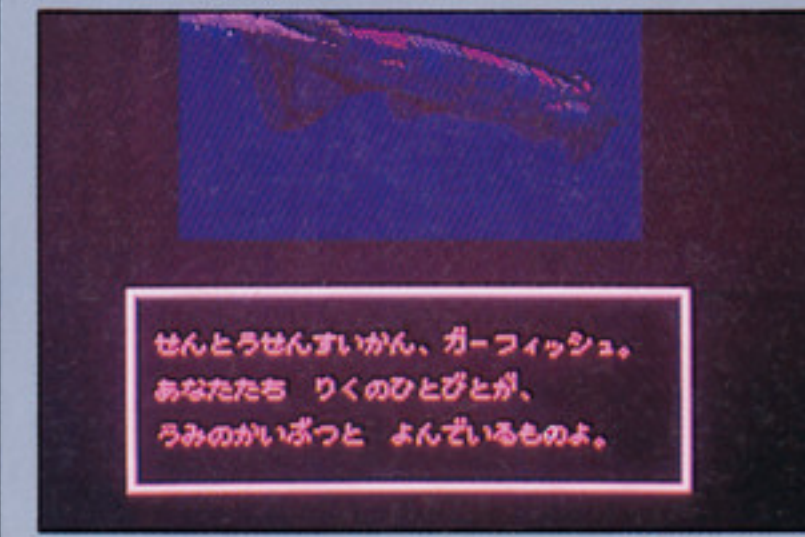 せんとうせんすいかん、ガーフィッシュ。
あなたたち　りくのひとびとが、
うみのかいぶつと　よんでいるものよ。